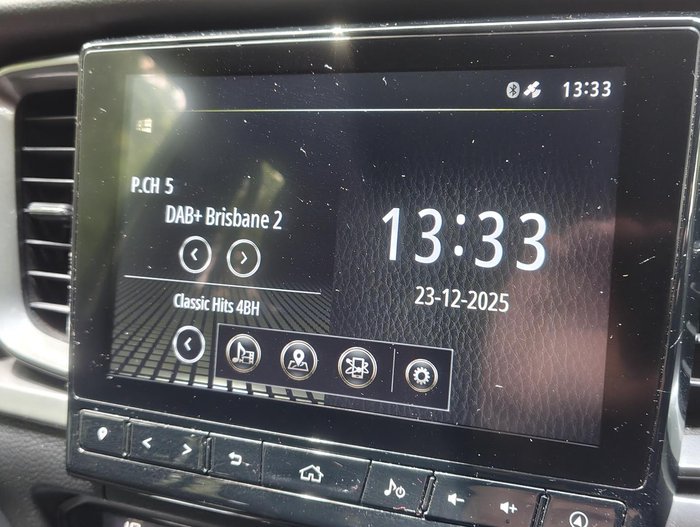 13:33
P.CH 5
DAB+ Brisbane 2
13:33
23-12-2025
Classic Hits 4BH